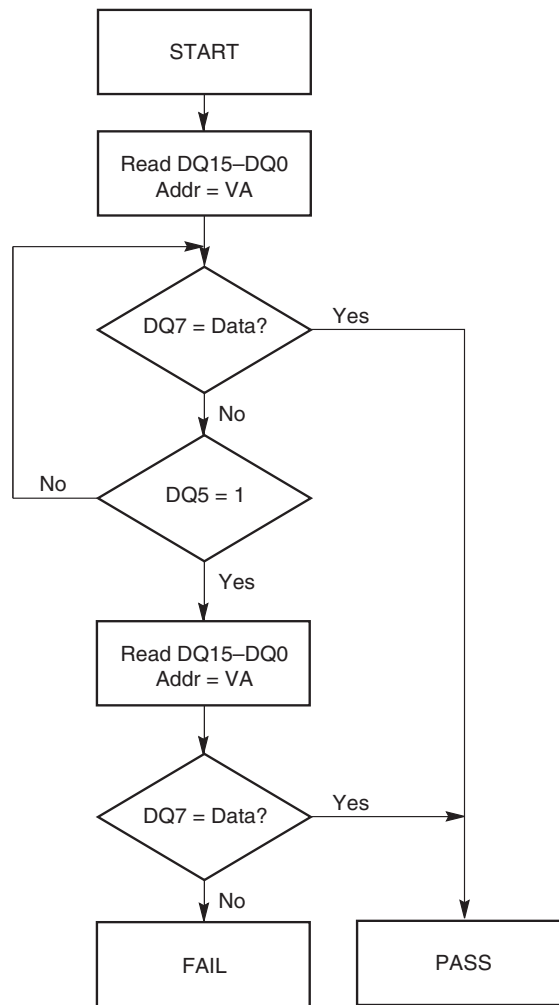 START
Read DQ15–DQ0
Addr = VA
DQ7 = Data?
Yes
No
No
DQ5 = 1
Yes
Read DQ15–DQ0
Addr = VA
DQ7 = Data?
Yes
No
FAIL
PASS